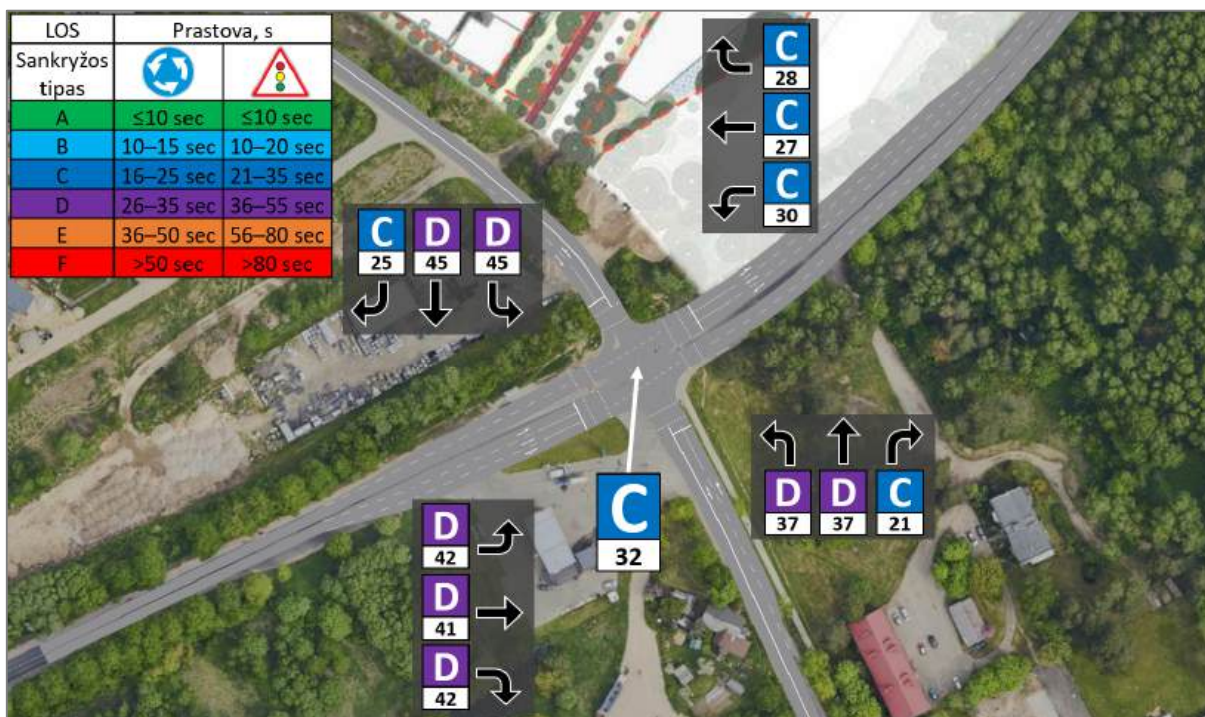 LOS Prastova, s
Sankryžos tipas
A ≤10 sec ≤10 sec
B 10–15 sec 10–20 sec
C 16–25 sec 21–35 sec
D 26–35 sec 36–55 sec
E 36–50 sec 56–80 sec
F >50 sec >80 sec
C
28
C
27
C
30
C D D
25 45 45
D D C
37 37 21
C
32
D
42
D
41
D
42